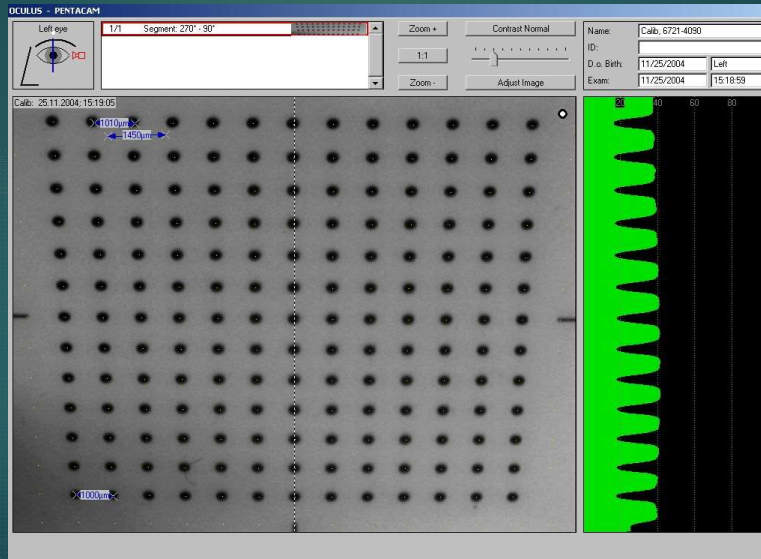 OCULUS - PENTACAM
Left eye
1/1 Segment: 270° - 90°
Zoom +
1:1
Zoom -
Contrast Normal
Adjust Image
Name: Calib, 6721-4090
ID:
D.o. Birth: 11/25/2004 Left
Exam: 11/25/2004 15:18:59
Calib: 25.11.2004; 15:19:05
20 40 60 80
1010µm
1450µm
1000µm